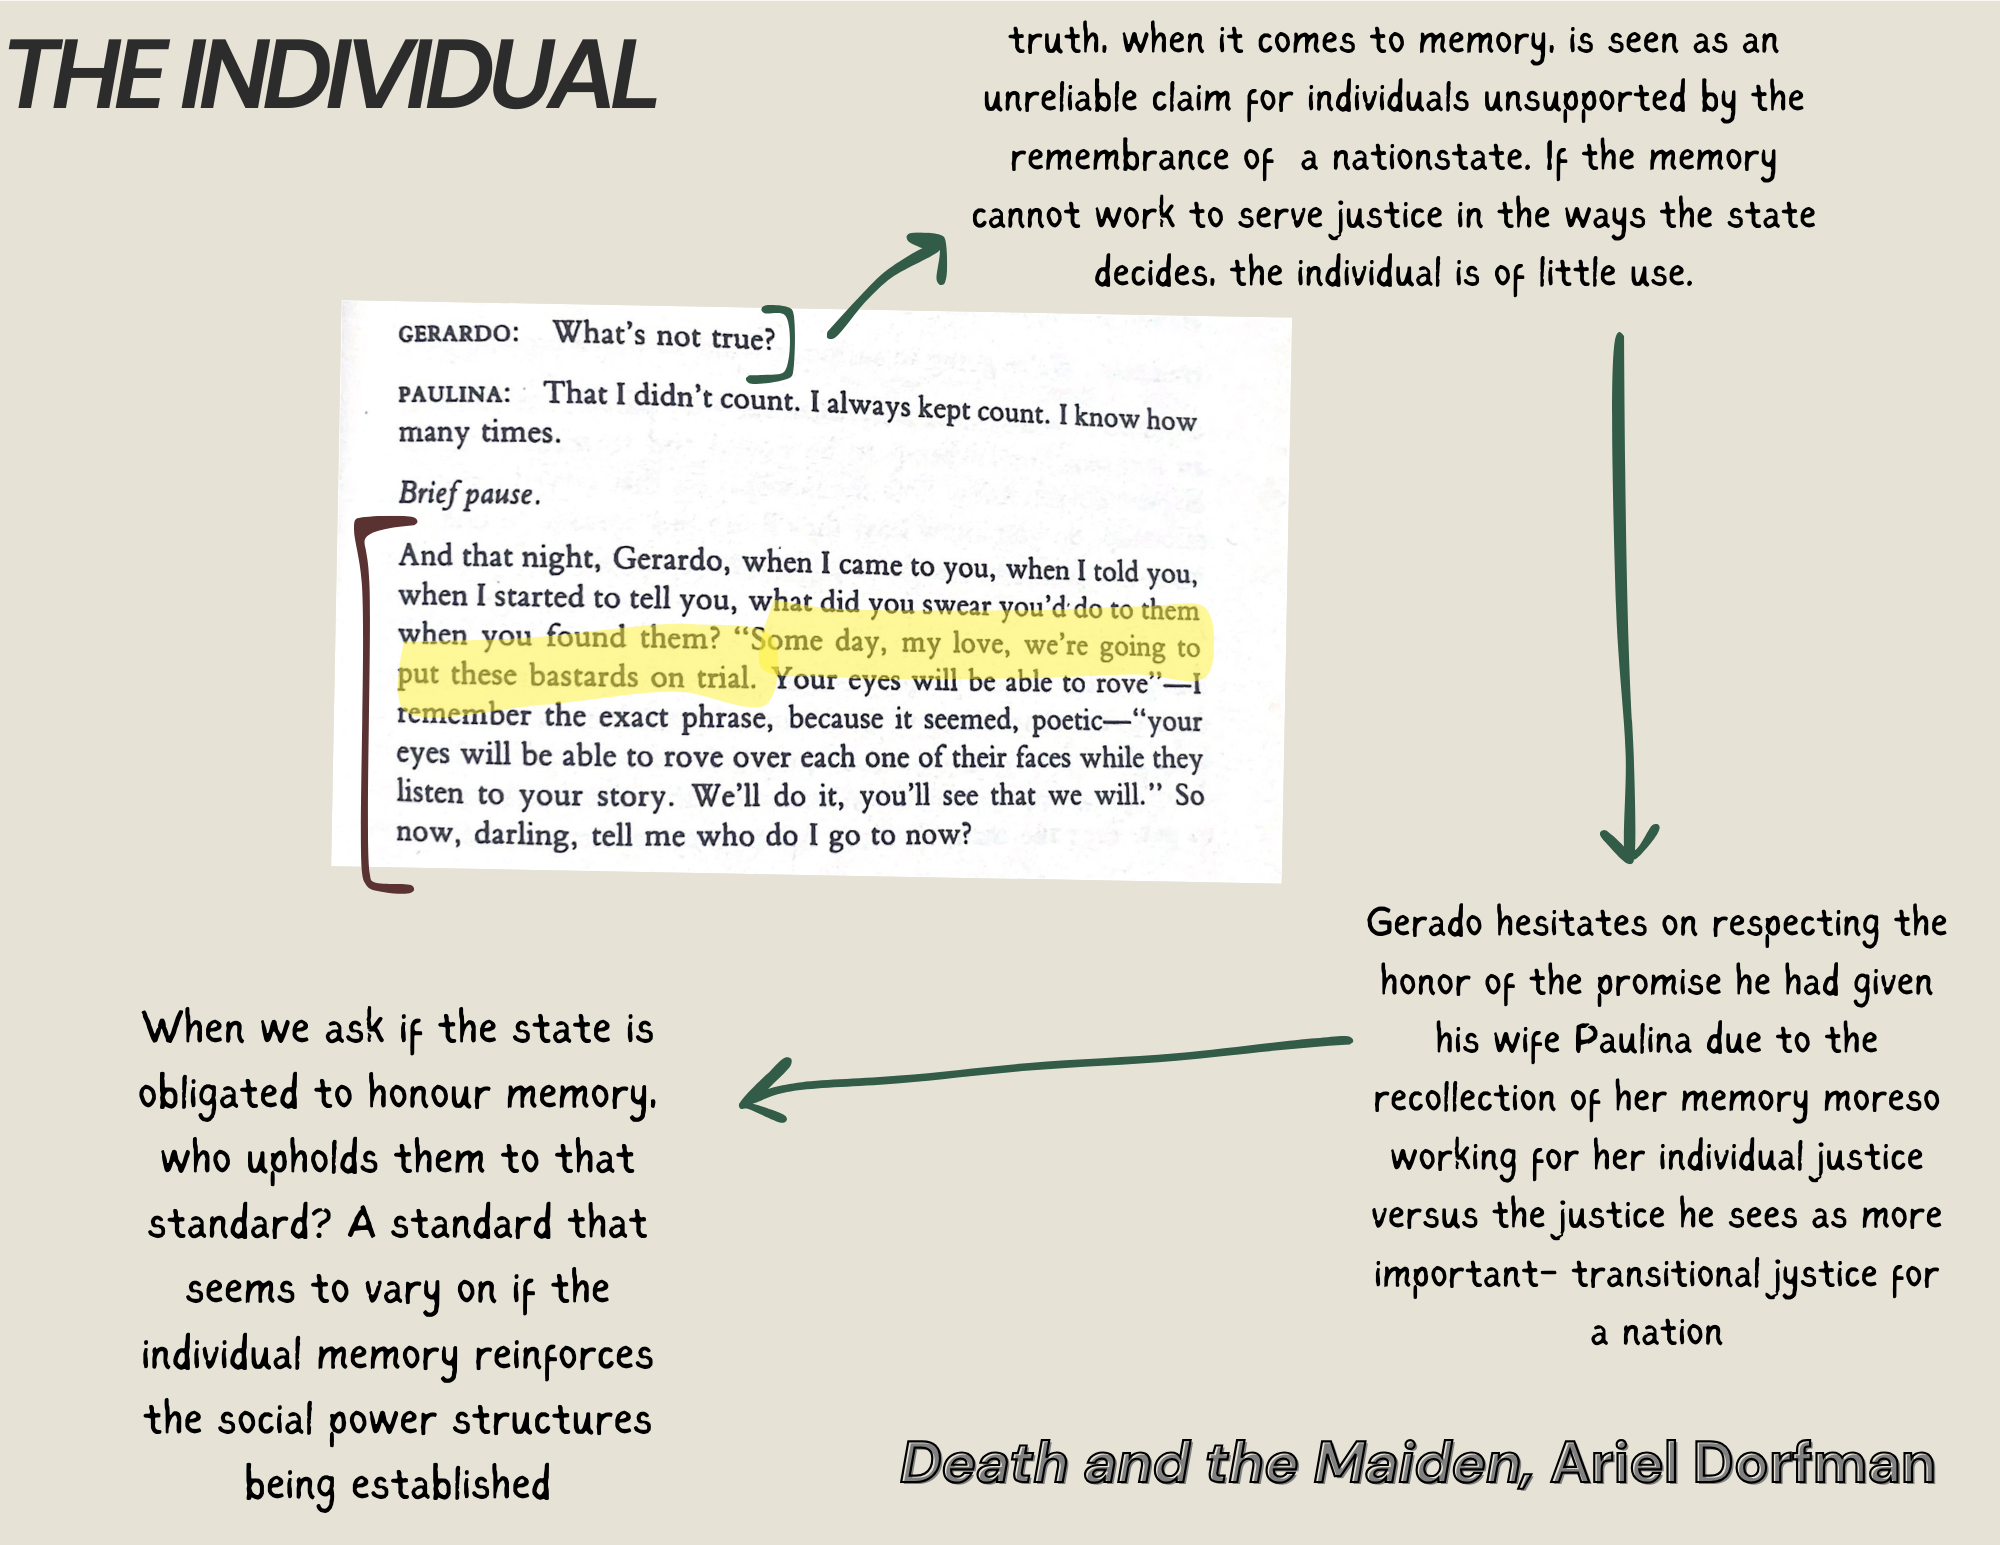 THE INDIVIDUAL
truth, when it comes to memory, is seen as an
unreliable claim for individuals unsupported by the
remembrance of a nationstate. If the memory
cannot work to serve justice in the ways the state
decides, the individual is of little use.
GERARDO: What's not true?
PAULINA: That I didn't count. I always kept count. I know how
many times.
Brief pause.
And that night, Gerardo, when I came to you, when I told you,
when I started to tell you, what did you swear you'd do to them
when you found them? “Some day, my love, we're going to
put these bastards on trial. Your eyes will be able to rove”—I
remember the exact phrase, because it seemed, poetic—“your
eyes will be able to rove over each one of their faces while they
listen to your story. We'll do it, you'll see that we will.” So
now, darling, tell me who do I go to now?
Gerado hesitates on respecting the
honor of the promise he had given
his wife Paulina due to the
recollection of her memory moreso
working for her individual justice
versus the justice he sees as more
important- transitional jystice for
a nation
When we ask if the state is
obligated to honour memory,
who upholds them to that
standard? A standard that
seems to vary on if the
individual memory reinforces
the social power structures
being established
Death and the Maiden, Ariel Dorfman